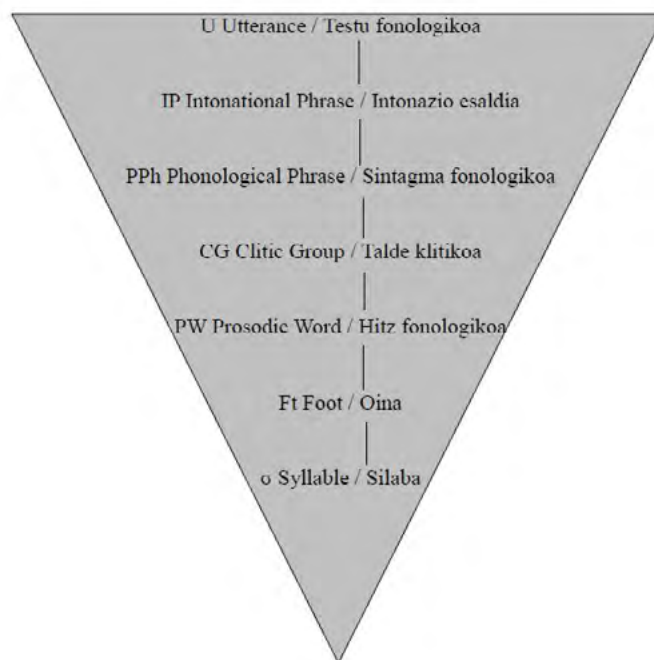 U Utterance / Testu fonologikoa
IP Intonational Phrase / Intonazio esaldia
PPh Phonological Phrase / Sintagma fonologikoa
CG Clitic Group / Talde klitikoa
PW Prosodic Word / Hitz fonologikoa
Ft Foot / Oina
σ Syllable / Silaba